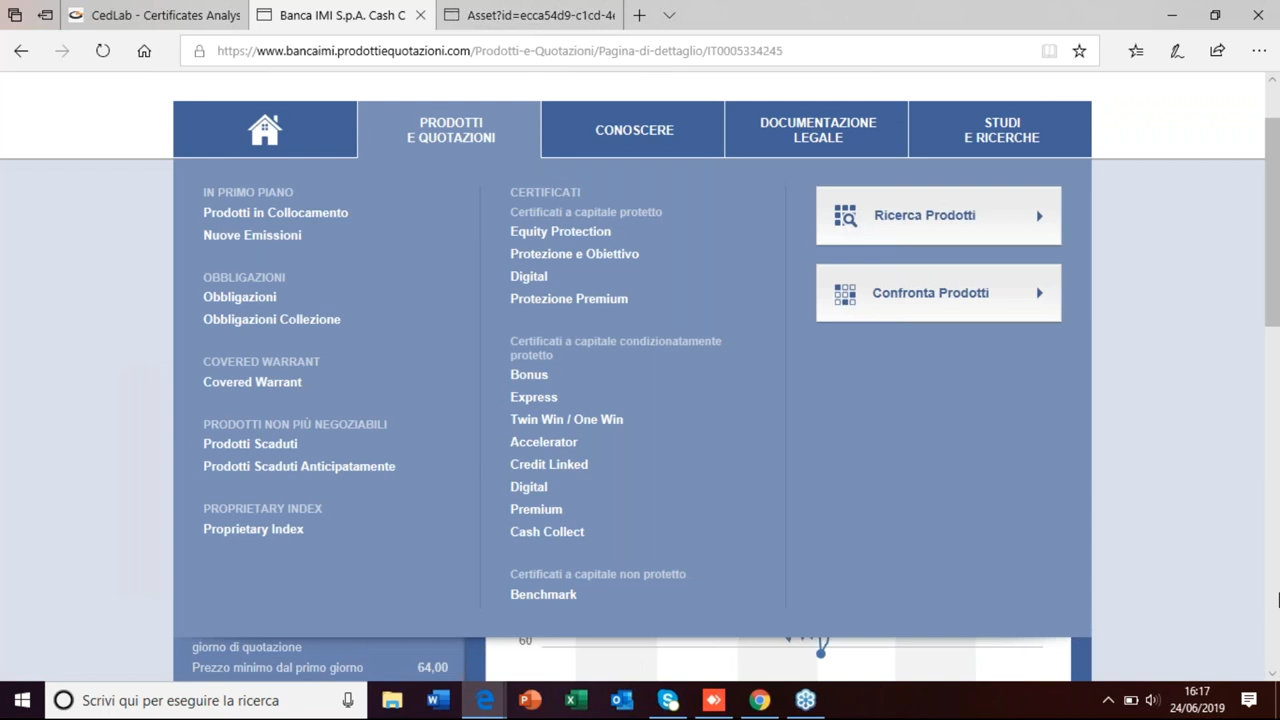 CedLab - Certificates Analys
Banca IMI S.p.A. Cash C
Asset?id=ecca54d9-c1cd-4e
https://www.bancaimi.prodottiequotazioni.com/Prodotti-e-Quotazioni/Pagina-di-dettaglio/IT0005334245
PRODOTTI
E QUOTAZIONI
CONOSCERE
DOCUMENTAZIONE
LEGALE
STUDI
E RICERCHE
IN PRIMO PIANO
Prodotti in Collocamento
Nuove Emissioni
OBBLIGAZIONI
Obbligazioni
Obbligazioni Collezione
COVERED WARRANT
Covered Warrant
PRODOTTI NON PIÙ NEGOZIABILI
Prodotti Scaduti
Prodotti Scaduti Anticipatamente
PROPRIETARY INDEX
Proprietary Index
CERTIFICATI
Certificati a capitale protetto
Equity Protection
Protezione e Obiettivo
Digital
Protezione Premium
Certificati a capitale condizionatamente
protetto
Bonus
Express
Twin Win / One Win
Accelerator
Credit Linked
Digital
Premium
Cash Collect
Certificati a capitale non protetto
Benchmark
Ricerca Prodotti
Confronta Prodotti
giorno di quotazione
Prezzo minimo dal primo giorno 64,00
60
Scrivi qui per eseguire la ricerca
16:17
24/06/2019